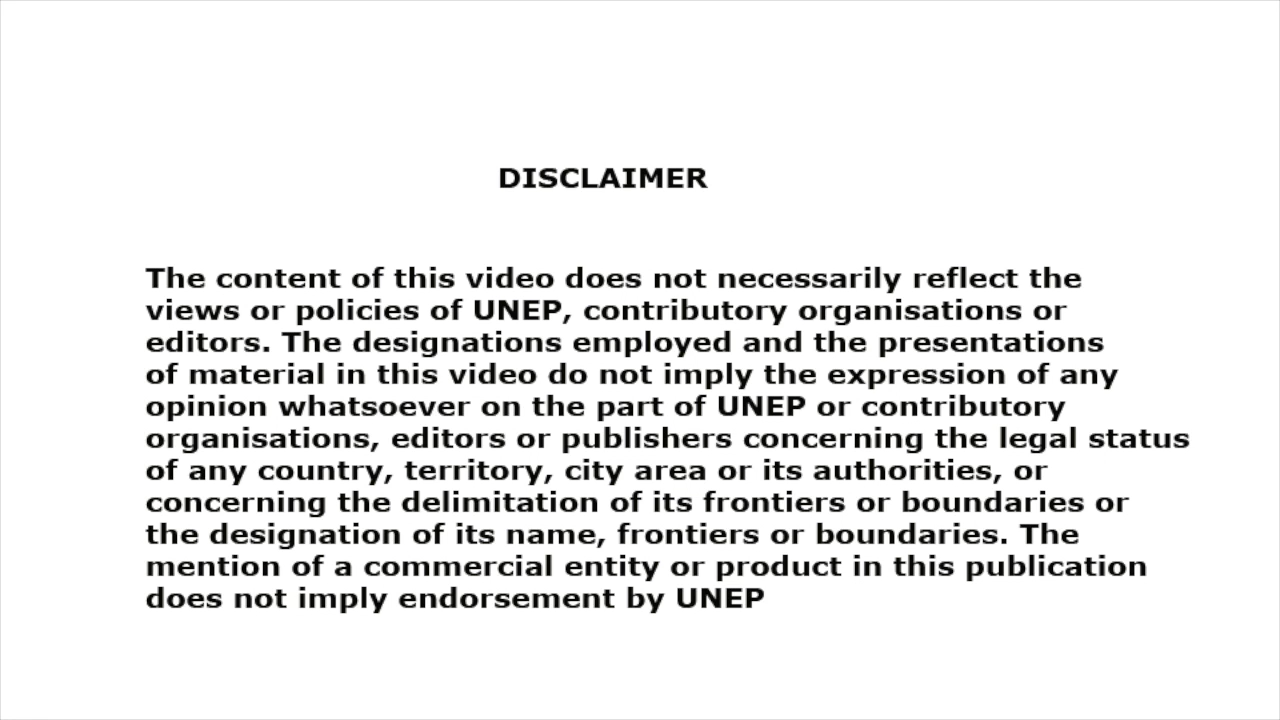 DISCLAIMER
The content of this video does not necessarily reflect the
views or policies of UNEP, contributory organisations or
editors. The designations employed and the presentations
of material in this video do not imply the expression of any
opinion whatsoever on the part of UNEP or contributory
organisations, editors or publishers concerning the legal status
of any country, territory, city area or its authorities, or
concerning the delimitation of its frontiers or boundaries or
the designation of its name, frontiers or boundaries. The
mention of a commercial entity or product in this publication
does not imply endorsement by UNEP